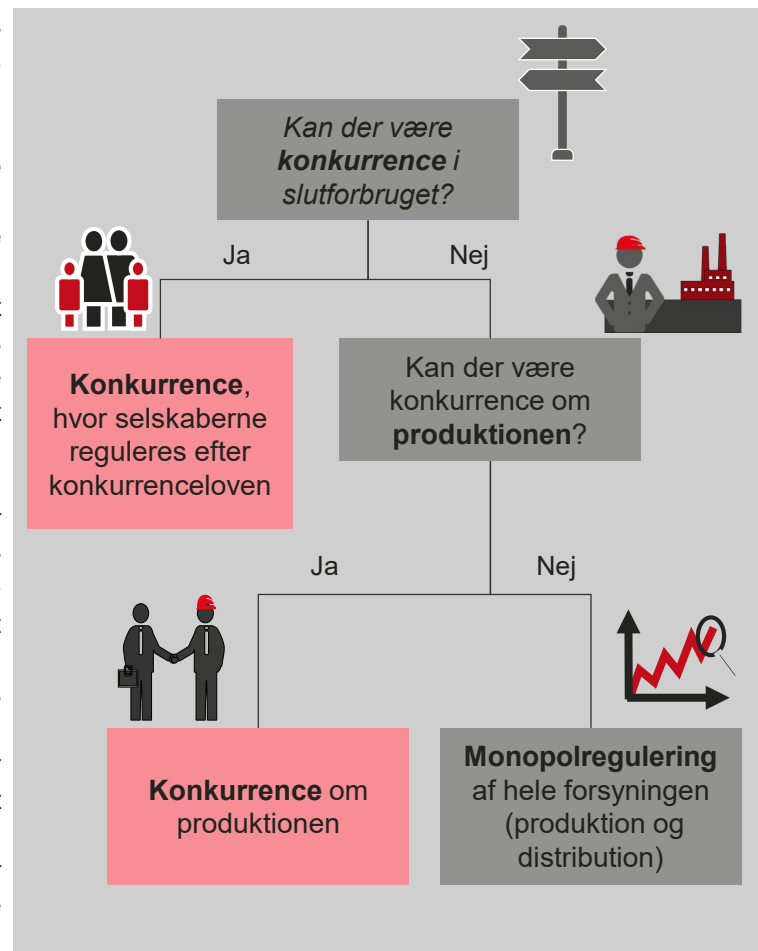 Kan der være
konkurrence i
slutforbruget?
Ja
Nej
Konkurrence,
hvor selskaberne
reguleres efter
konkurrenceloven
Kan der være
konkurrence om
produktionen?
Ja
Nej
Konkurrence om
produktionen
Monopolregulering
af hele forsyningen
(produktion og
distribution)